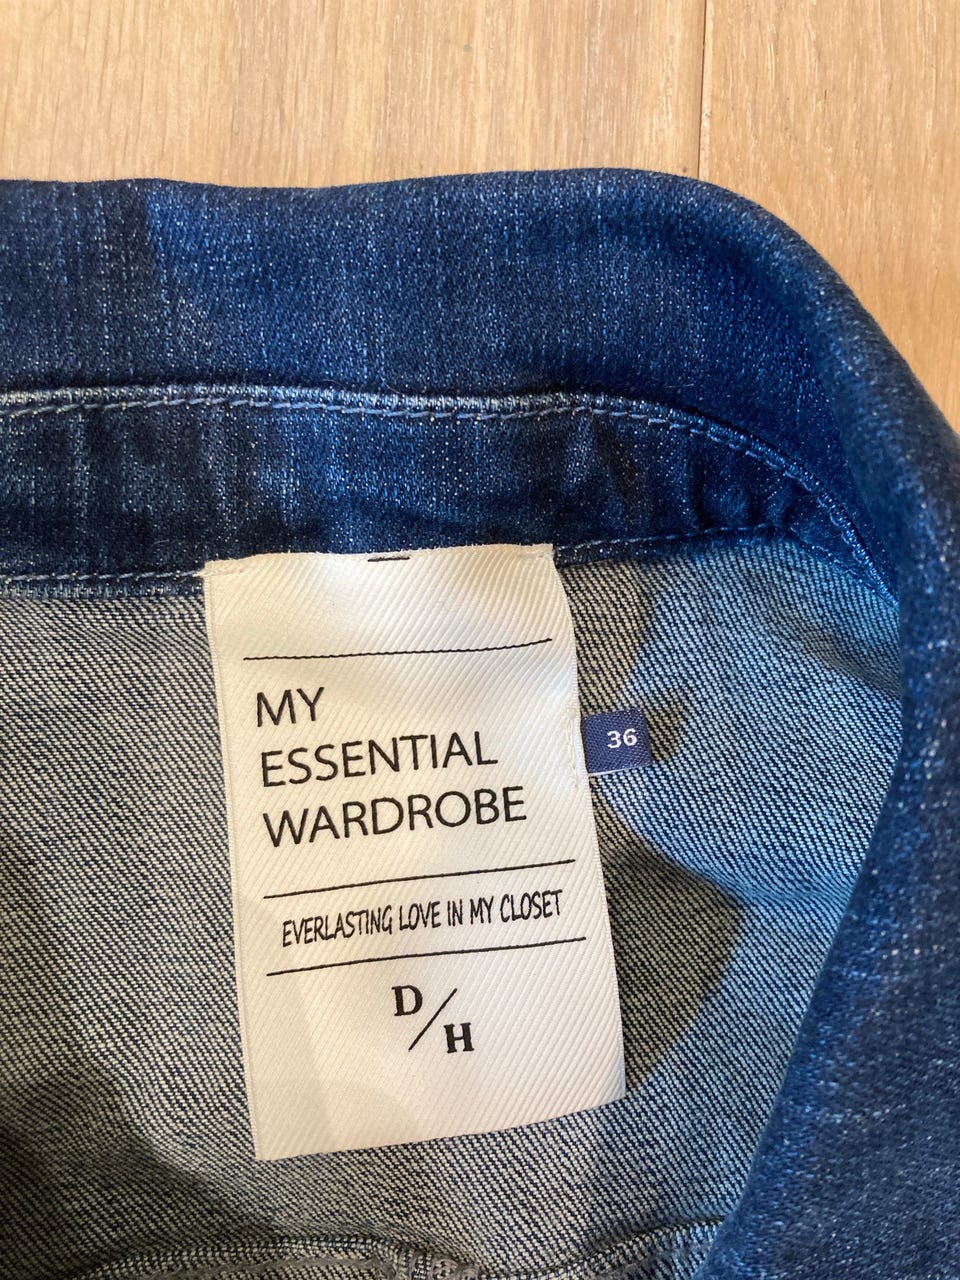 MY
ESSENTIAL
WARDROBE
36
EVERLASTING LOVE IN MY CLOSET
D/H